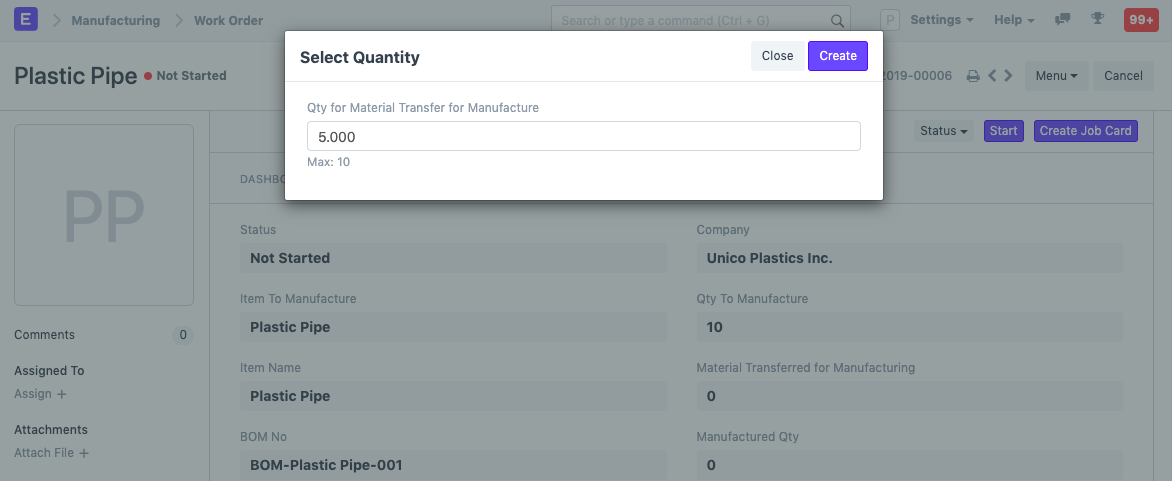 E Manufacturing Work Order Search or type a command (Ctrl + G) P Settings Help 99+
Plastic Pipe Not Started 2019-00006 Menu Cancel
Select Quantity Close Create
Qty for Material Transfer for Manufacture
5.000
Max: 10
PP
Status Start Create Job Card
DASHBO
Status
Not Started
Company
Unico Plastics Inc.
Item To Manufacture
Plastic Pipe
Qty To Manufacture
10
Item Name
Plastic Pipe
Material Transferred for Manufacturing
0
BOM No
BOM-Plastic Pipe-001
Manufactured Qty
0
Comments 0
Assigned To
Assign +
Attachments
Attach File +